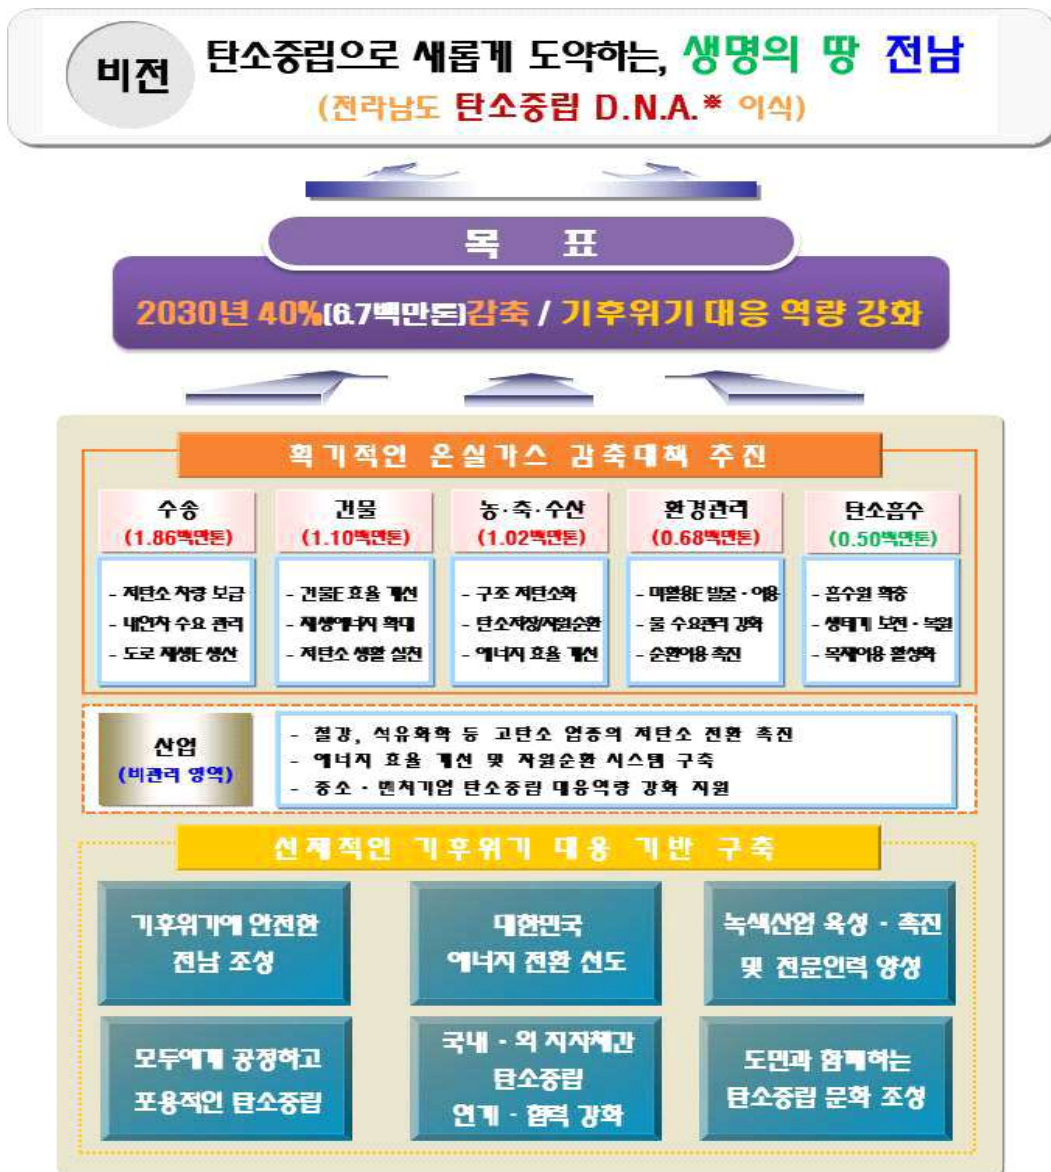 비전
탄소중립으로 새롭게 도약하는, 생명의 땅 전남
(전라남도 탄소중립 D.N.A.※ 이식)
목 표
2030년 40%(6.7백만톤)감축 / 기후위기 대응 역량 강화
획기적인 온실가스 감축대책 추진
수송
(1.86백만톤)
- 저탄소 차량 보급
- 내연차 수요 관리
- 도로 재생E 생산
건물
(1.10백만톤)
- 건물E 효율 개선
- 재생에너지 확대
- 저탄소 생활 실천
농·축·수산
(1.02백만톤)
- 구조 저탄소화
- 탄소저장/자원순환
- 에너지 효율 개선
환경관리
(0.68백만톤)
- 미활용E 발굴·이용
- 물 수요관리 강화
- 순환이용 촉진
탄소흡수
(0.50백만톤)
- 흡수원 확충
- 생태계 보전·복원
- 목재이용 활성화
산업
(비관리 영역)
- 철강, 석유화학 등 고탄소 업종의 저탄소 전환 촉진
- 에너지 효율 개선 및 자원순환 시스템 구축
- 중소·벤처기업 탄소중립 대응역량 강화 지원
선제적인 기후위기 대응 기반 구축
기후위기에 안전한
전남 조성
대한민국
에너지 전환 선도
녹색산업 육성·촉진
및 전문인력 양성
모두에게 공정하고
포용적인 탄소중립
국내·외 지자체간
탄소중립
연계·협력 강화
도민과 함께하는
탄소중립 문화 조성